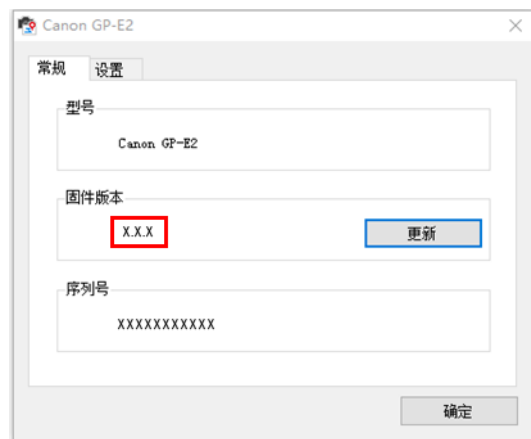 Canon GP-E2
常规 设置
型号
Canon GP-E2
固件版本
X.X.X 更新
序列号
XXXXXXXXXXX
确定